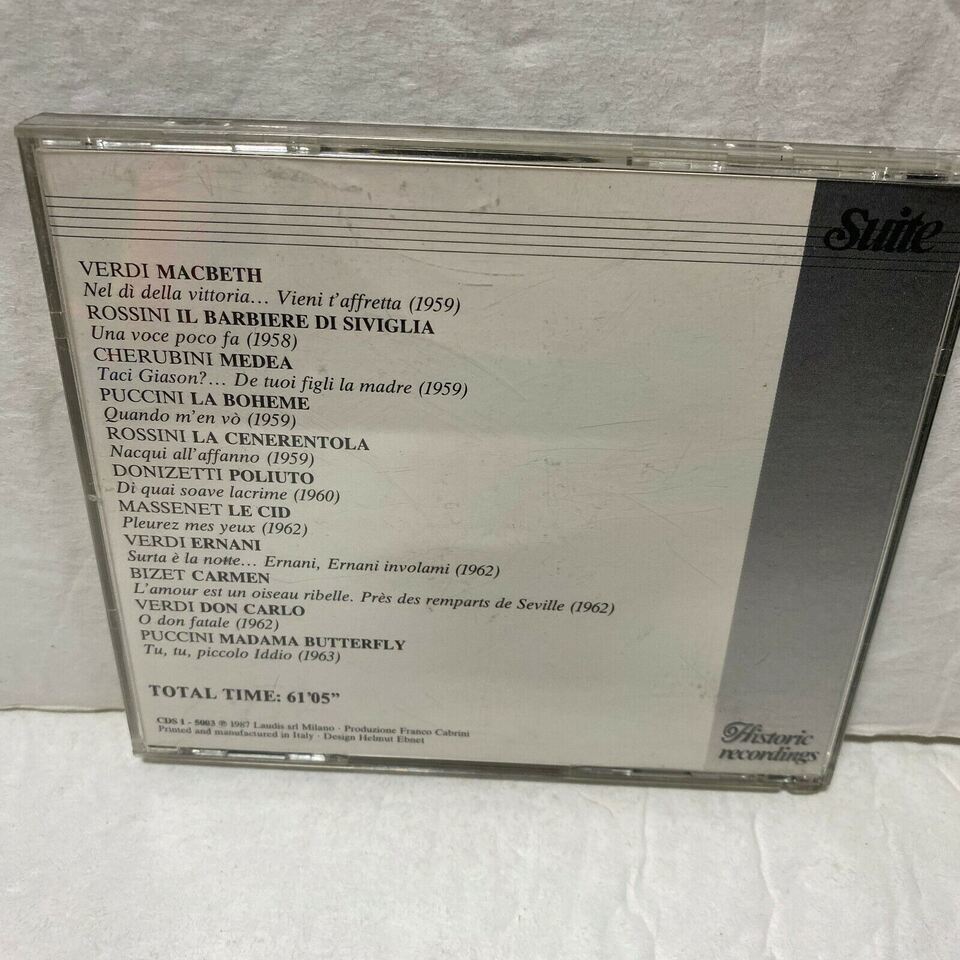 Suite
VERDI MACBETH
Nel dì della vittoria... Vieni t'affretta (1959)
ROSSINI IL BARBIERE DI SIVIGLIA
Una voce poco fa (1958)
CHERUBINI MEDEA
Taci Giason?... De tuoi figli la madre (1959)
PUCCINI LA BOHEME
Quando m'en vò (1959)
ROSSINI LA CENERENTOLA
Nacqui all'affanno (1959)
DONIZETTI POLIUTO
Di quai soave lacrime (1960)
MASSENET LE CID
Pleurez mes yeux (1962)
VERDI ERNANI
Surta è la notte... Ernani, Ernani involami (1962)
BIZET CARMEN
L'amour est un oiseau ribelle. Près des remparts de Seville (1962)
VERDI DON CARLO
O don fatale (1962)
PUCCINI MADAMA BUTTERFLY
Tu, tu, piccolo Iddio (1963)
TOTAL TIME: 61'05"
CDS 1 - 5003 ℗ 1987 Laudis srl Milano · Produzione Franco Cabrini
Printed and manufactured in Italy · Design Helmut Ebnet
Historic
recordings